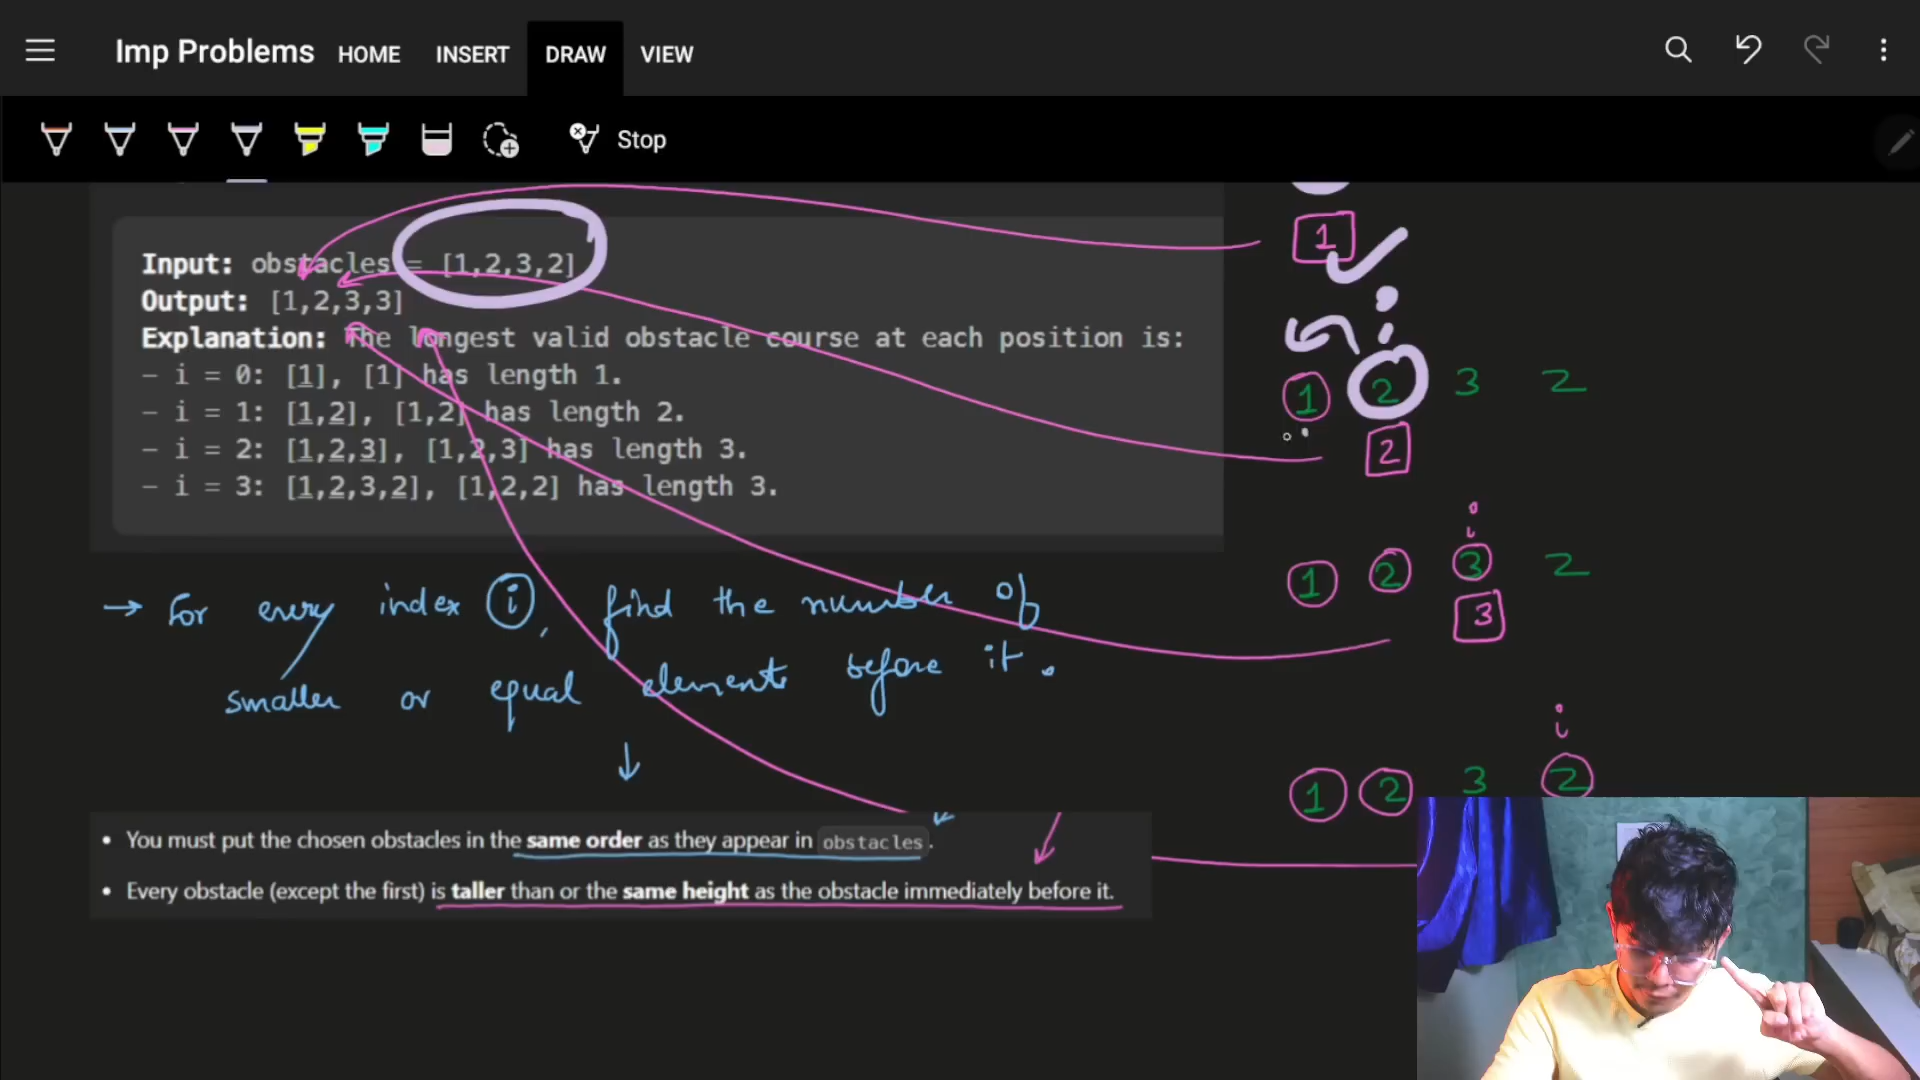 Imp Problems HOME INSERT DRAW VIEW
Stop
Input: obstacles = [1,2,3,2]
Output: [1,2,3,3]
Explanation: The longest valid obstacle course at each position is:
- i = 0: [1], [1] has length 1.
- i = 1: [1,2], [1,2] has length 2.
- i = 2: [1,2,3], [1,2,3] has length 3.
- i = 3: [1,2,3,2], [1,2,2] has length 3.
→ For every index i, find the number of
smaller or equal elements before it.
↓
• You must put the chosen obstacles in the same order as they appear in obstacles.
• Every obstacle (except the first) is taller than or the same height as the obstacle immediately before it.
1
1 2 3 2
2
i
1 2 3 2
3
i
1 2 3 2